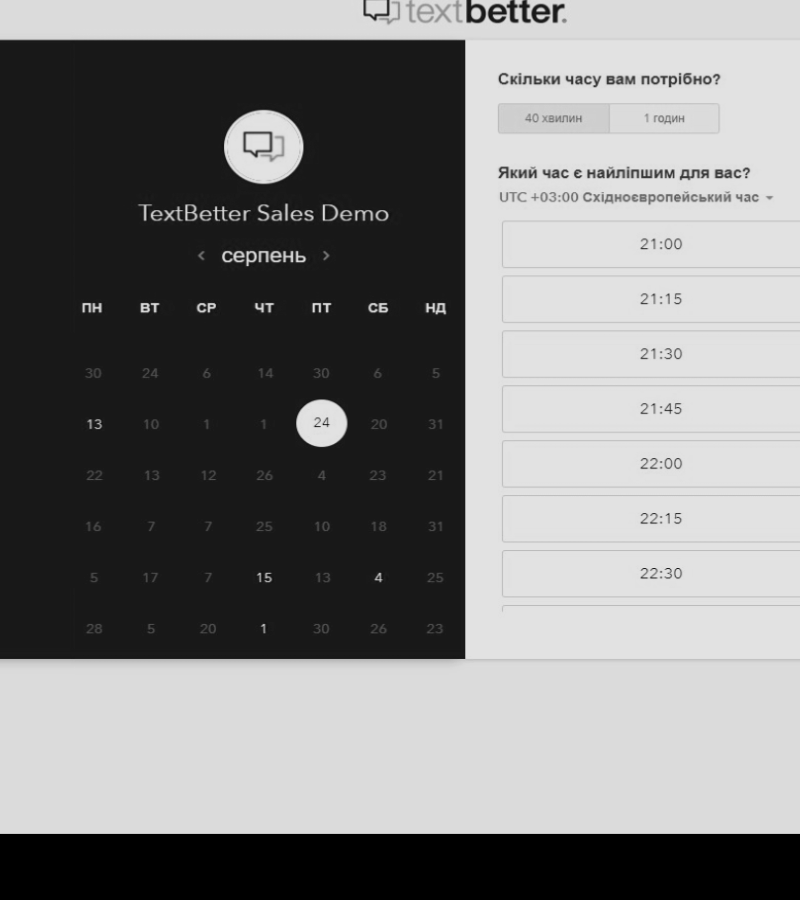 textbetter.
TextBetter Sales Demo
‹ серпень ›
ПН ВТ СР ЧТ ПТ СБ НД
30 24 6 14 30 6 5
13 10 1 1 24 20 31
22 13 12 26 4 23 21
16 7 7 25 10 18 31
5 17 7 15 13 4 25
28 5 20 1 30 26 23
Скільки часу вам потрібно?
40 хвилин 1 годин
Який час є найліпшим для вас?
UTC +03:00 Східноєвропейський час
21:00
21:15
21:30
21:45
22:00
22:15
22:30